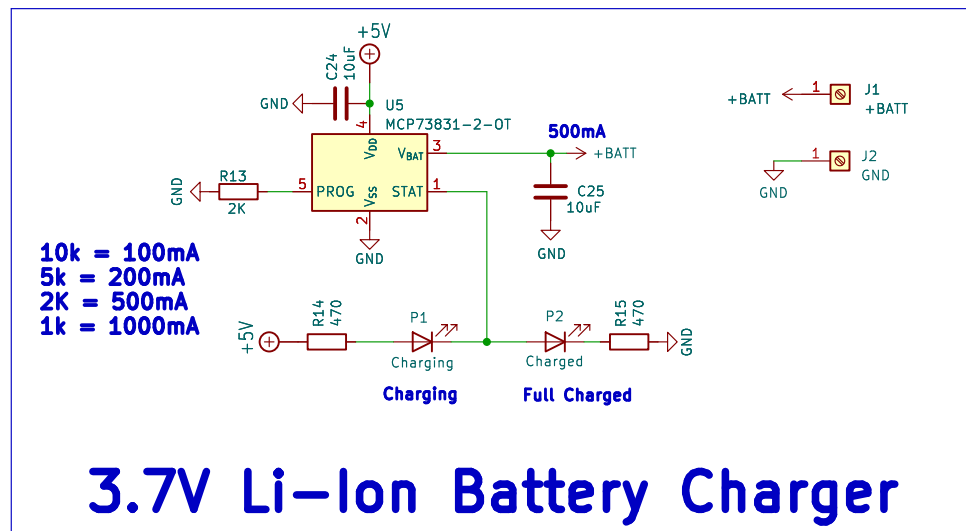 +5V
C24
10uF
GND
U5
MCP73831-2-OT
4
VDD
500mA
VBAT
3
+BATT
+BATT
1
J1
+BATT
1
J2
GND
GND
GND
R13
2K
5
PROG
VSS
STAT
1
2
GND
C25
10uF
GND
10k = 100mA
5k = 200mA
2K = 500mA
1k = 1000mA
+5V
R14
470
P1
Charging
Charging
P2
Charged
Full Charged
R15
470
GND
3.7V Li-Ion Battery Charger